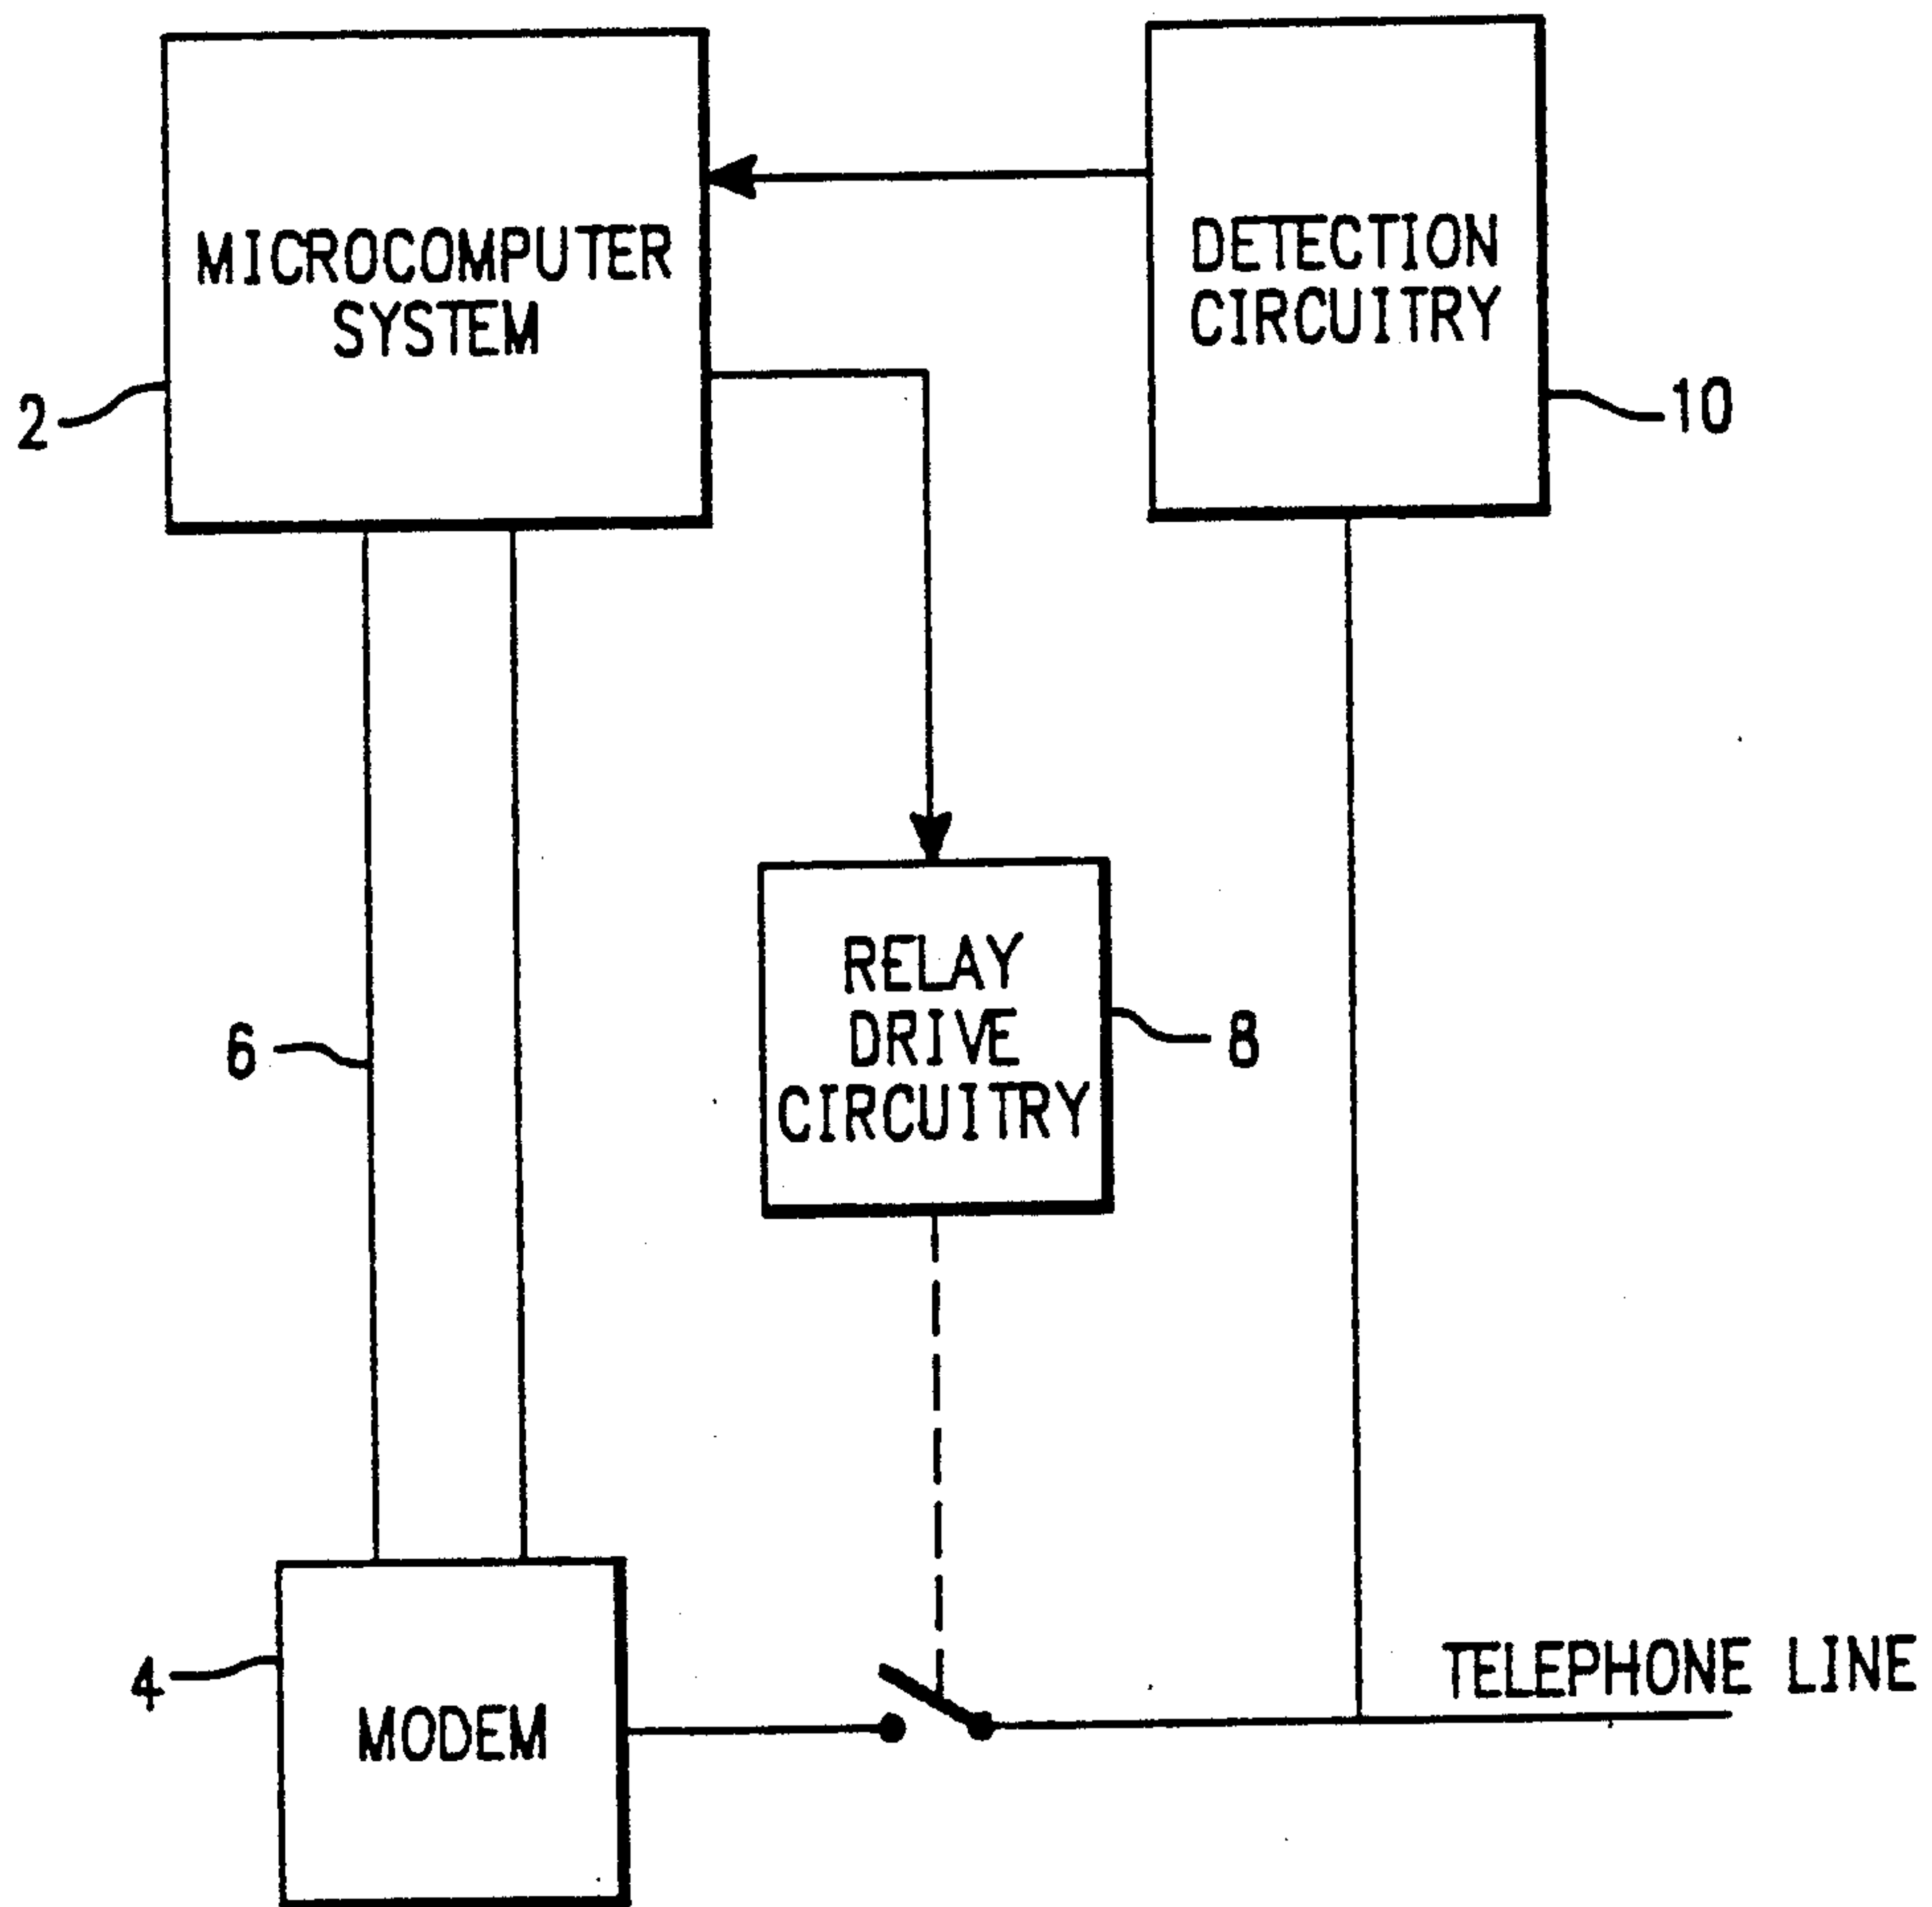 MICROCOMPUTER
SYSTEM
DETECTION
CIRCUITRY
2
10
RELAY
DRIVE
CIRCUITRY
6
8
4
MODEM
TELEPHONE LINE